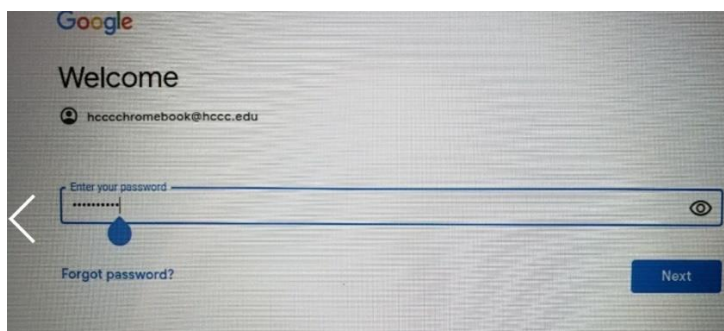 Google
Welcome
hcccchromebook@hccc.edu
Enter your password
••••••••••
Forgot password?
Next